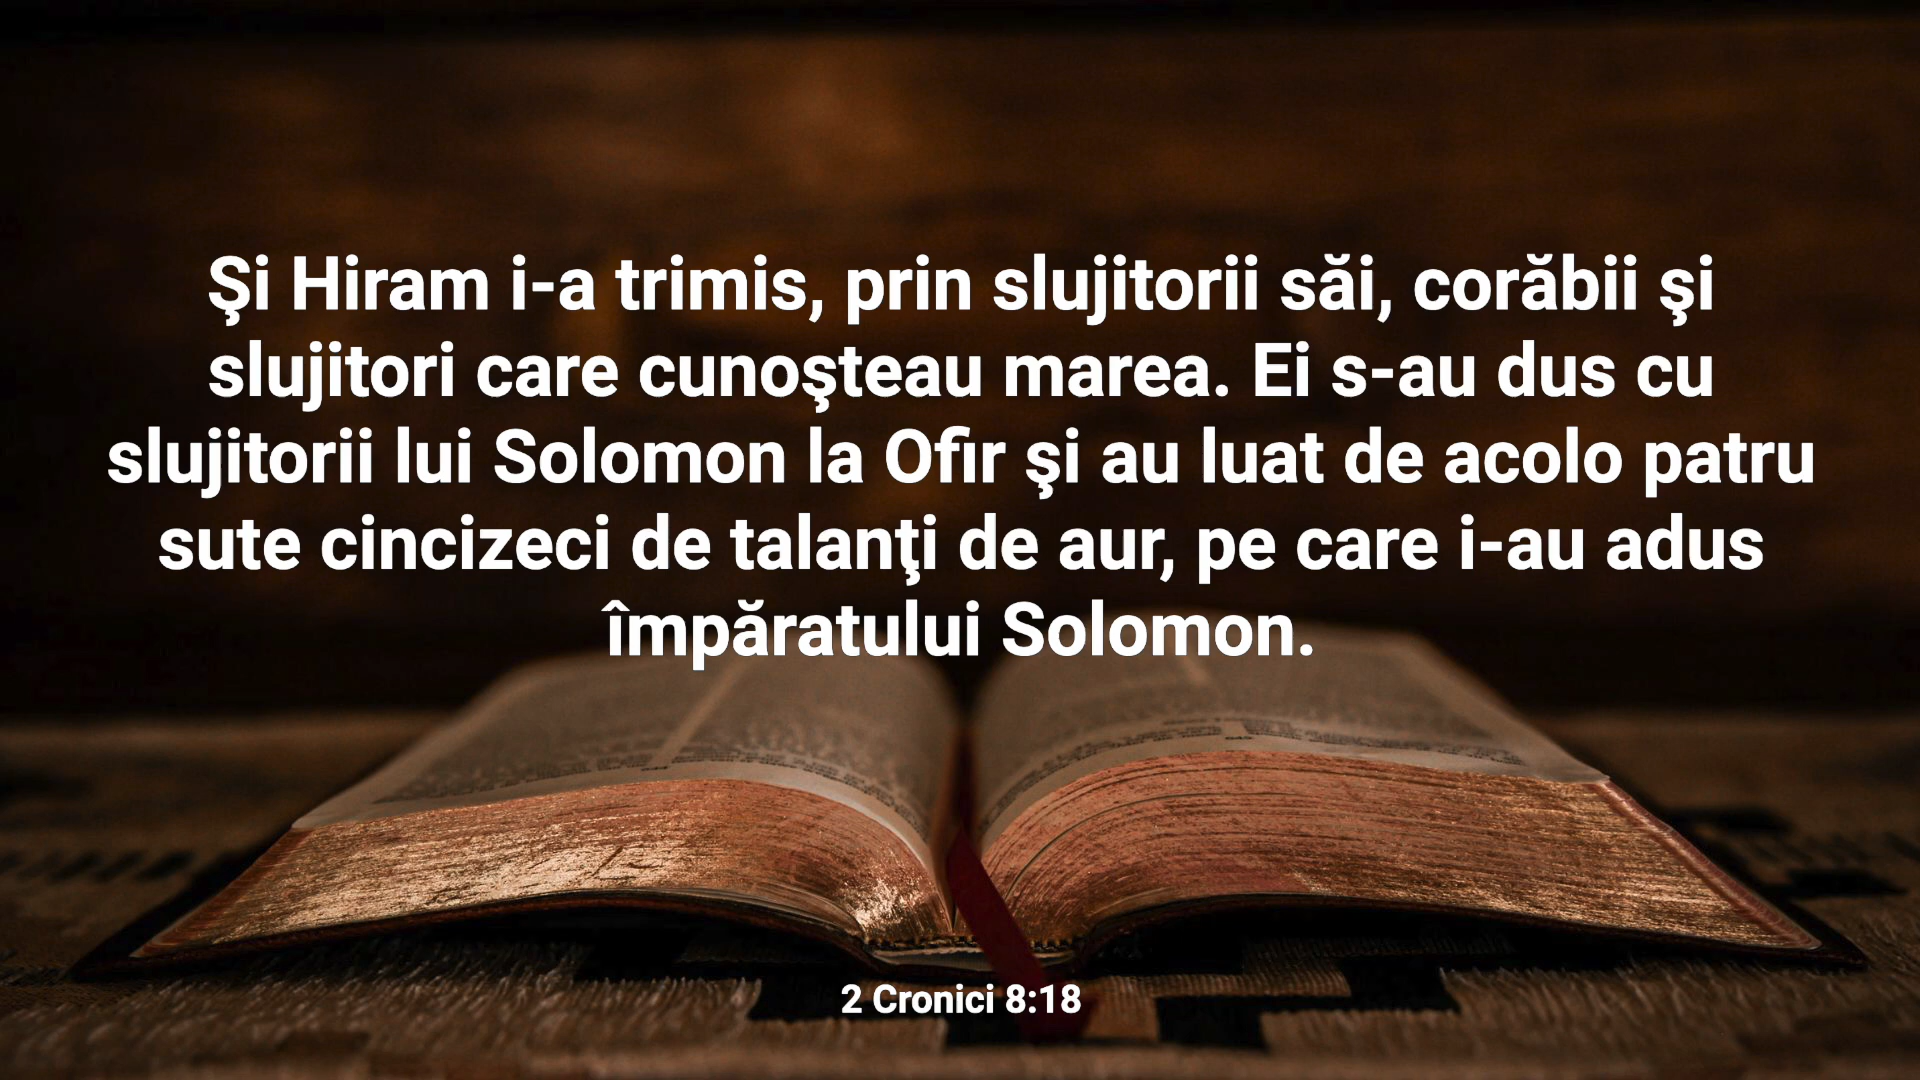 Şi Hiram i-a trimis, prin slujitorii săi, corăbii şi
slujitori care cunoşteau marea. Ei s-au dus cu
slujitorii lui Solomon la Ofir şi au luat de acolo patru
sute cincizeci de talanţi de aur, pe care i-au adus
împăratului Solomon.
2 Cronici 8:18